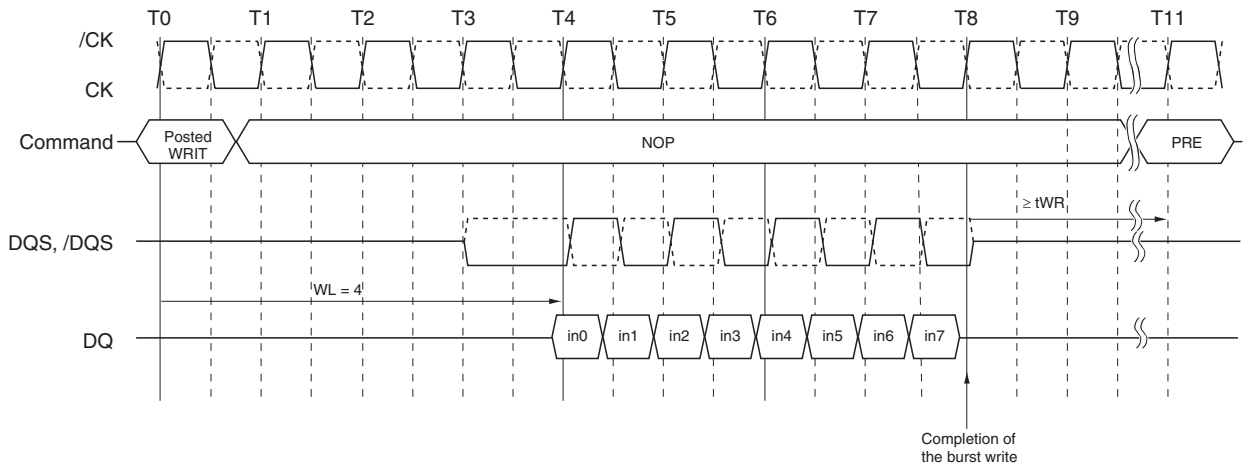 T0 T1 T2 T3 T4 T5 T6 T7 T8 T9 T11
/CK
CK
Command
Posted
WRIT
NOP
PRE
≥ tWR
DQS, /DQS
WL = 4
DQ
in0 in1 in2 in3 in4 in5 in6 in7
Completion of
the burst write